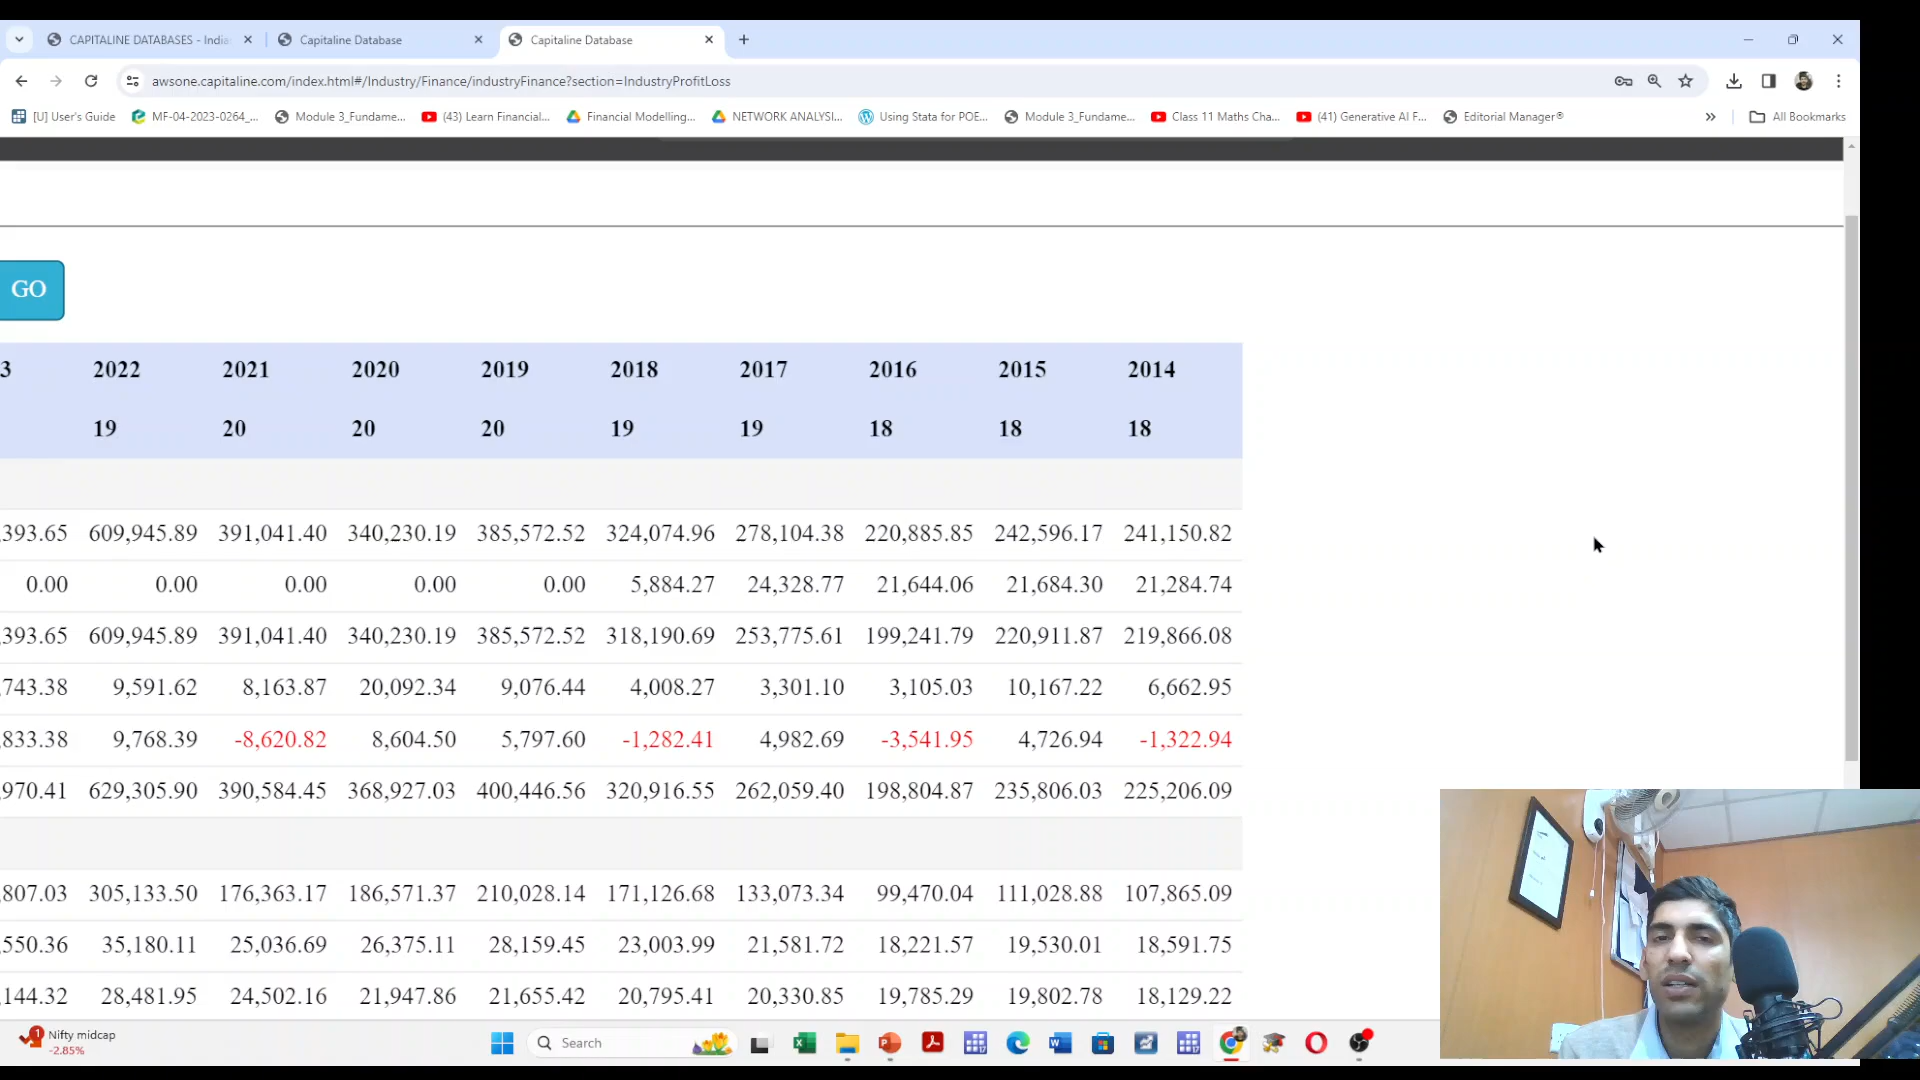 CAPITALINE DATABASES - India
Capitaline Database
Capitaline Database
awsone.capitaline.com/index.html#/Industry/Finance/industryFinance?section=IndustryProfitLoss
[U] User's Guide
MF-04-2023-0264_...
Module 3_Fundame...
(43) Learn Financial...
Financial Modelling...
NETWORK ANALYSI...
Using Stata for POE...
Module 3_Fundame...
Class 11 Maths Cha...
(41) Generative AI F...
Editorial Manager®
All Bookmarks
GO
3 2022 2021 2020 2019 2018 2017 2016 2015 2014
19 20 20 20 19 19 18 18 18
,393.65 609,945.89 391,041.40 340,230.19 385,572.52 324,074.96 278,104.38 220,885.85 242,596.17 241,150.82
0.00 0.00 0.00 0.00 0.00 5,884.27 24,328.77 21,644.06 21,684.30 21,284.74
,393.65 609,945.89 391,041.40 340,230.19 385,572.52 318,190.69 253,775.61 199,241.79 220,911.87 219,866.08
,743.38 9,591.62 8,163.87 20,092.34 9,076.44 4,008.27 3,301.10 3,105.03 10,167.22 6,662.95
,833.38 9,768.39 -8,620.82 8,604.50 5,797.60 -1,282.41 4,982.69 -3,541.95 4,726.94 -1,322.94
,970.41 629,305.90 390,584.45 368,927.03 400,446.56 320,916.55 262,059.40 198,804.87 235,806.03 225,206.09
,807.03 305,133.50 176,363.17 186,571.37 210,028.14 171,126.68 133,073.34 99,470.04 111,028.88 107,865.09
,550.36 35,180.11 25,036.69 26,375.11 28,159.45 23,003.99 21,581.72 18,221.57 19,530.01 18,591.75
,144.32 28,481.95 24,502.16 21,947.86 21,655.42 20,795.41 20,330.85 19,785.29 19,802.78 18,129.22
1
Nifty midcap
-2.85%
Search